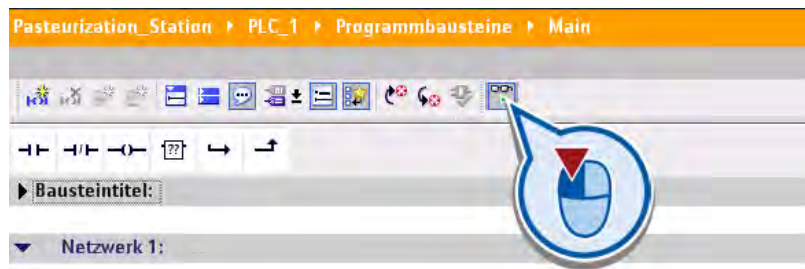 Pasteurization_Station ▸ PLC_1 ▸ Programmbausteine ▸ Main
??
Bausteintitel:
Netzwerk 1: